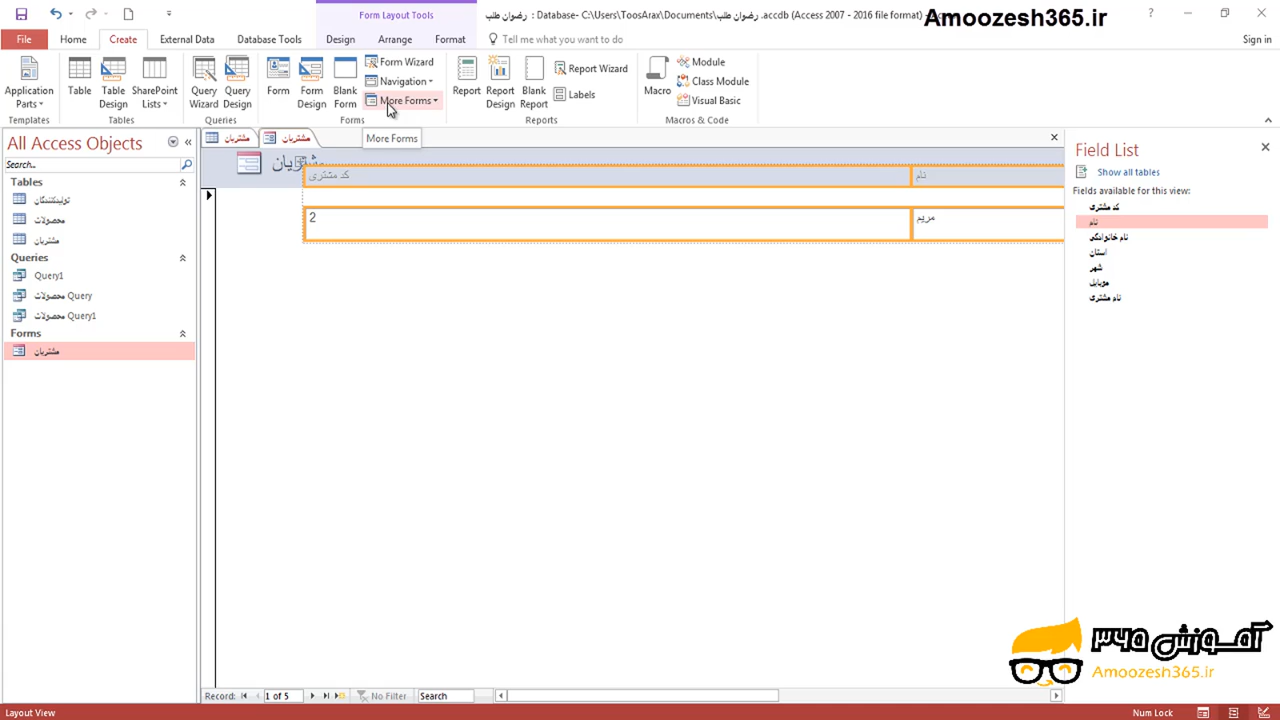 Form Layout Tools
رضوان طلب : Database- C:\Users\ToosArax\Documents\رضوان طلب .accdb (Access 2007 - 2016 file format) -
Amoozesh365.ir
File
Home
Create
External Data
Database Tools
Design
Arrange
Format
Tell me what you want to do
Sign in
Application Parts
Table
Table Design
SharePoint Lists
Query Wizard
Query Design
Form
Form Design
Blank Form
Form Wizard
Navigation
More Forms
Report
Report Design
Blank Report
Report Wizard
Labels
Macro
Module
Class Module
Visual Basic
Templates
Tables
Queries
Forms
Reports
Macros & Code
More Forms
All Access Objects
Search...
Tables
تولیدکنندگان
محصولات
مشتریان
Queries
Query1
محصولات Query
محصولات Query1
Forms
مشتریان
مشتریان
مشتریان
مشتریان
کد مشتری
نام
2
مریم
Field List
Show all tables
Fields available for this view:
کد مشتری
نام
نام خانوادگی
استان
شهر
موبایل
نام مشتری
آمـوزش ۳۶۵
Amoozesh365.ir
Record:
1 of 5
No Filter
Search
Layout View
Num Lock